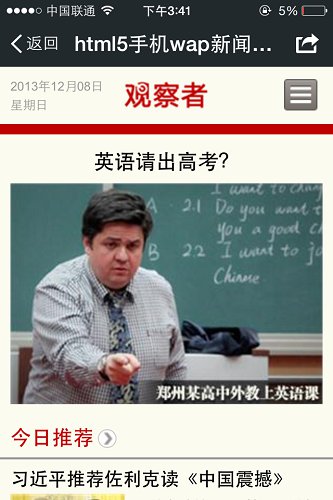 中国联通 下午3:41 5%
返回 html5手机wap新闻...
2013年12月08日
星期日
观察者
英语请出高考?
I want to chang
A 2.1 Do you want t
you a good c
B 2.2 I want to jo
Chinese.
郑州某高中外教上英语课
今日推荐
习近平推荐佐利克读《中国震撼》